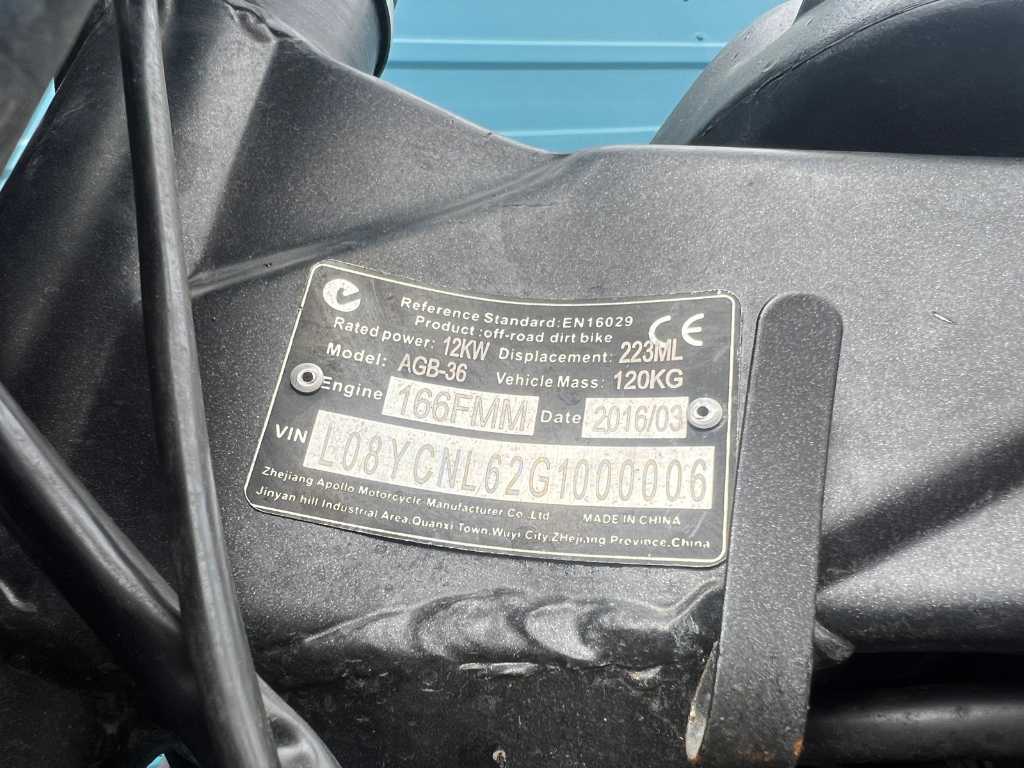 Reference Standard:EN16029
Product :off-road dirt bike
CE
Rated power: 12KW Displacement: 223ML
Model: AGB-36 Vehicle Mass: 120KG
Engine 166FMM Date 2016/03
VIN L08YCNL62G1000006
Zhejiang Apollo Motorcycle Manufacturer Co.,Ltd MADE IN CHINA
Jinyan hill Industrial Area,Quanxi Town,Wuyi City,ZHejiang Province,China